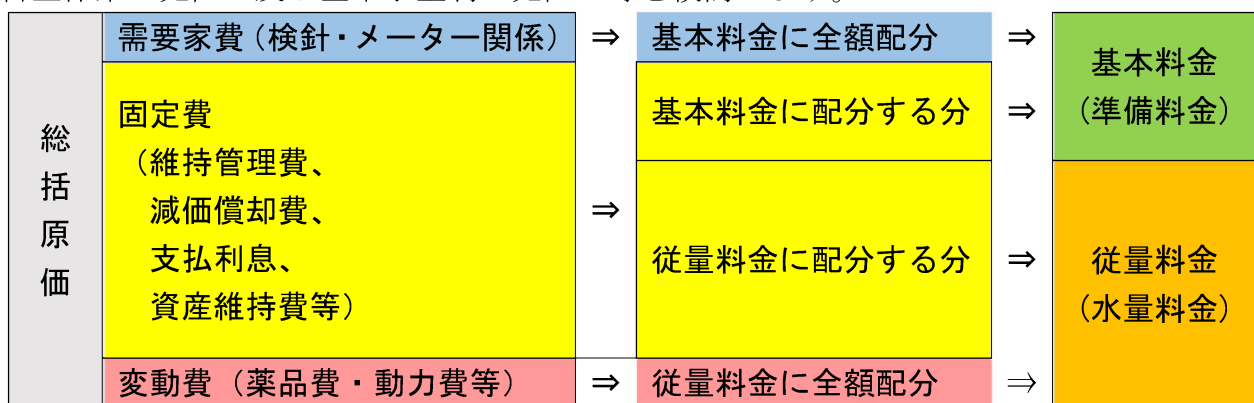 総括原価
需要家費（検針・メーター関係） ⇒ 基本料金に全額配分 ⇒
固定費
（維持管理費、
減価償却費、
支払利息、
資産維持費等）
⇒
基本料金に配分する分 ⇒
従量料金に配分する分 ⇒
変動費（薬品費・動力費等） ⇒ 従量料金に全額配分 ⇒
基本料金
（準備料金）
従量料金
（水量料金）